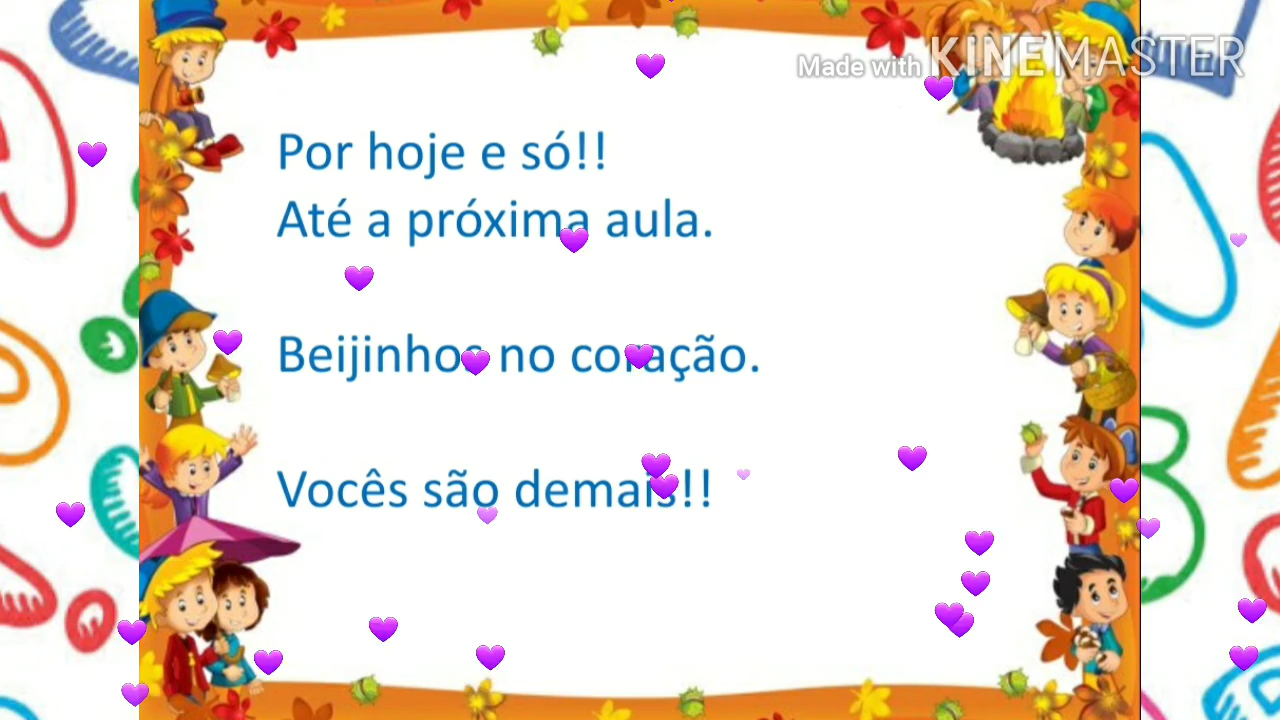 Made with KINEMASTER
Por hoje e só!!
Até a próxima aula.
Beijinhos no coração.
Vocês são demais!!